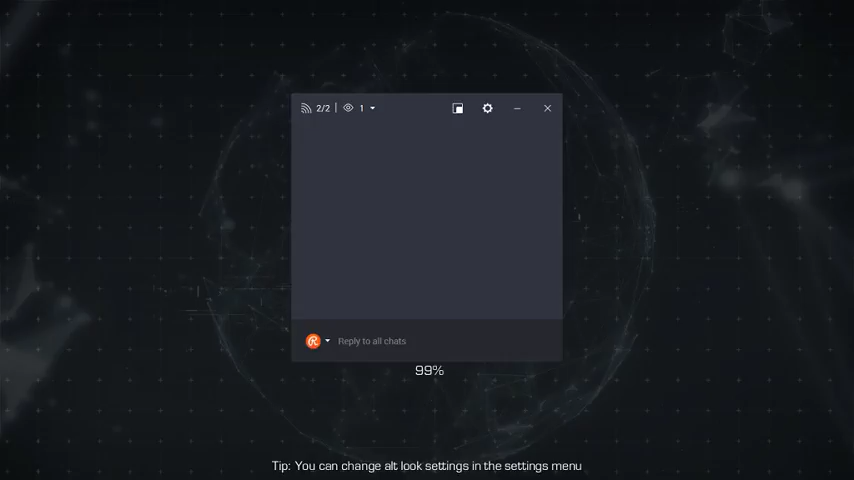 2/2 | 1
Reply to all chats
99%
Tip: You can change alt look settings in the settings menu